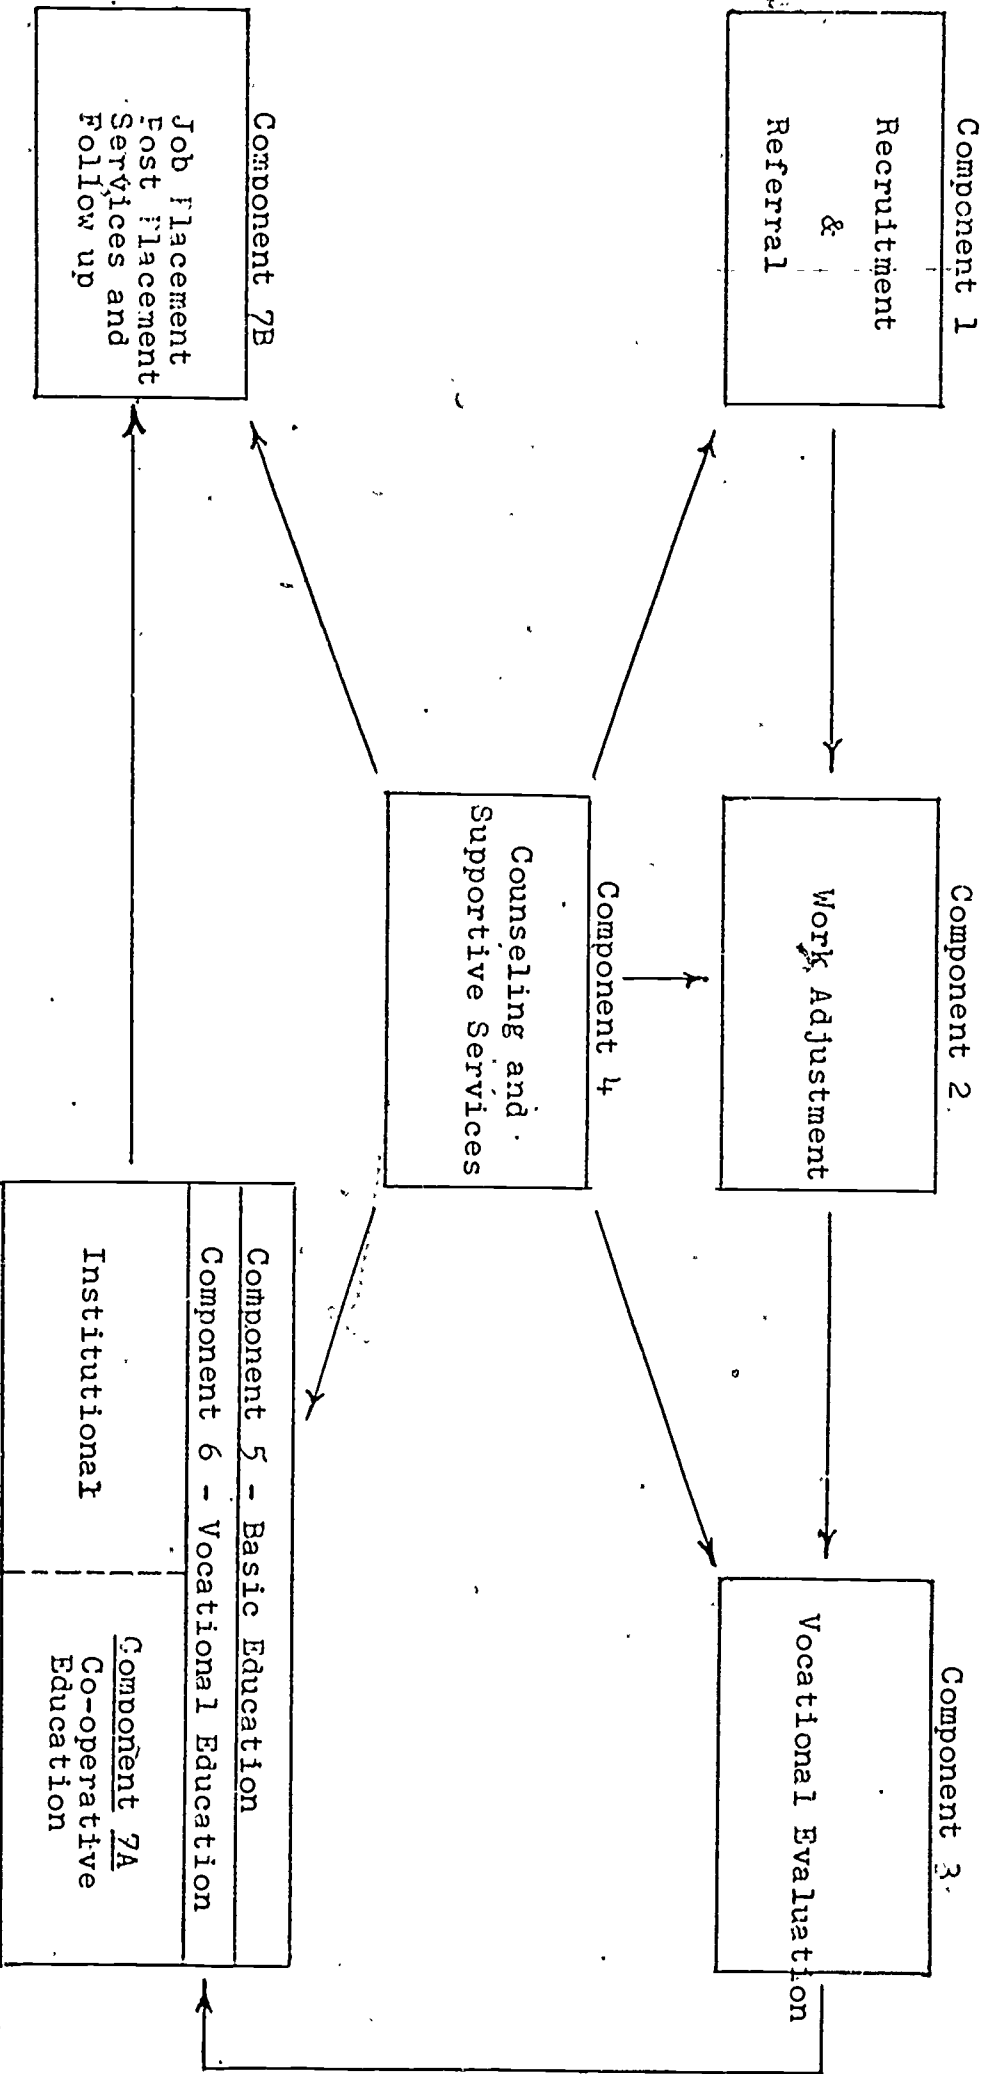 Component 1
Recruitment
&
Referral
Component 2
Work Adjustment
Component 3
Vocational Evaluation
Component 4
Counseling and
Supportive Services
Component 7B
Job Placement
Post Placement
Services and
Follow up
Component 5 - Basic Education
Component 6 - Vocational Education
Institutional
Component 7A
Co-operative
Education